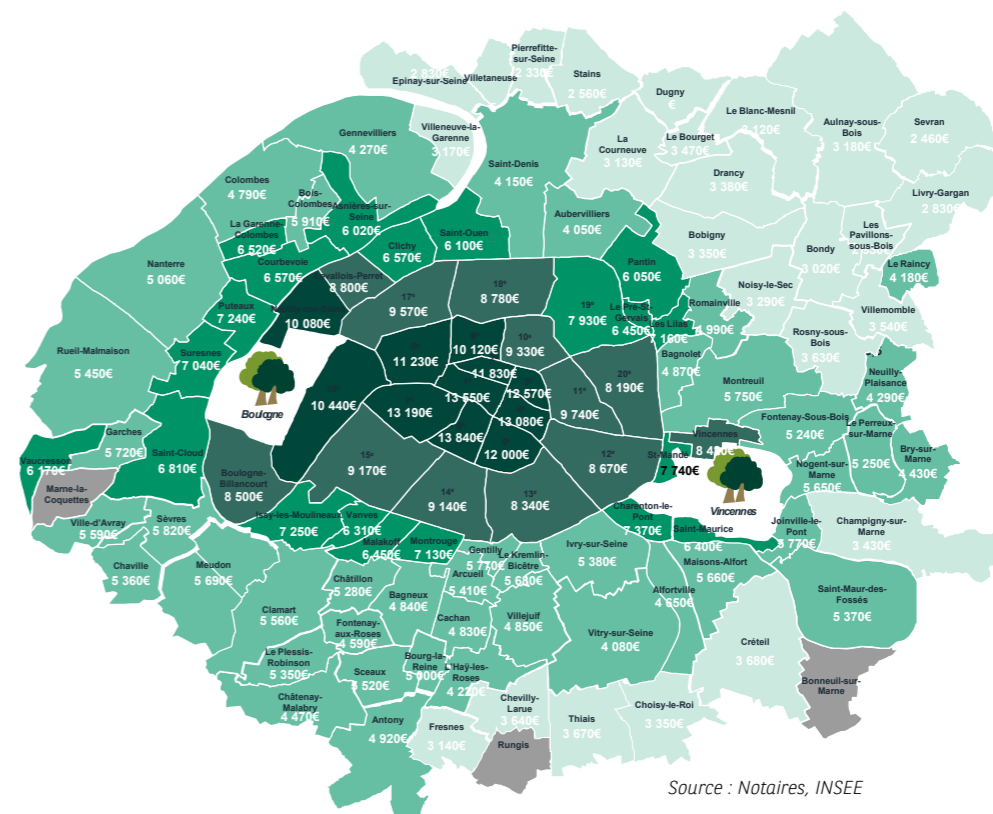 Pierrefitte-
sur-Seine
2 330€
Villetaneuse
2 830€
Epinay-sur-Seine
Stains
2 560€
Dugny
€
Le Blanc-Mesnil
3 120€
Aulnay-sous-
Bois
3 180€
Sevran
2 460€
Gennevilliers
4 270€
Villeneuve-la-
Garenne
3 170€
Saint-Denis
4 150€
La
Courneuve
3 130€
Le Bourget
3 470€
Drancy
3 380€
Livry-Gargan
2 830€
Colombes
4 790€
Bois-
Colombes
5 910€
Asnières-sur-
Seine
6 020€
La Garenne-
Colombes
6 520€
Aubervilliers
4 050€
Bobigny
3 350€
Bondy
3 020€
Les
Pavillons-
sous-Bois
Le Raincy
4 180€
Nanterre
5 060€
Courbevoie
6 570€
Clichy
6 570€
Saint-Ouen
6 100€
Pantin
6 050€
Noisy-le-Sec
3 290€
Villemomble
3 540€
Puteaux
7 240€
10 080€
8 800€
17e
9 570€
18e
8 780€
19e
7 930€
Le Pré-St-
Gervais
6 450€
Les Lilas
7 160€
Romainville
4 990€
Rosny-sous-
Bois
3 630€
Rueil-Malmaison
5 450€
Suresnes
7 040€
Boulogne
10 440€
11 230€
10 120€
10e
9 330€
11 830€
13 550€
12 570€
13 190€
13 080€
13 840€
12 000€
11e
9 740€
20e
8 190€
Bagnolet
4 870€
Montreuil
5 750€
Neuilly-
Plaisance
4 290€
Garches
5 720€
Vaucresson
6 170€
Saint-Cloud
6 810€
Marne-la-
Coquettes
Boulogne-
Billancourt
8 500€
15e
9 170€
14e
9 140€
13e
8 340€
12e
8 670€
St-Mandé
7 740€
Vincennes
Vincennes
Fontenay-Sous-Bois
5 240€
Le Perreux-
sur-Marne
5 250€
Bry-sur-
Marne
4 430€
Nogent-sur-
Marne
5 650€
Ville-d'Avray
5 590€
Sèvres
5 820€
Issy-les-Moulineaux
7 250€
Vanves
6 310€
Malakoff
6 450€
Montrouge
7 130€
Gentilly
5 770€
Le Kremlin-
Bicêtre
5 680€
Ivry-sur-Seine
5 380€
Charenton-le-
Pont
7 370€
Saint-Maurice
6 400€
Joinville-le-
Pont
Champigny-sur-
Marne
3 430€
Chaville
5 360€
Meudon
5 690€
Châtillon
5 280€
Bagneux
4 840€
Arcueil
5 410€
Maisons-Alfort
5 660€
Alfortville
4 650€
Saint-Maur-des-
Fossés
5 370€
Clamart
5 560€
Fontenay-
aux-Roses
4 590€
Cachan
4 830€
Villejuif
4 850€
Vitry-sur-Seine
4 080€
Créteil
3 680€
Le Plessis-
Robinson
5 350€
Sceaux
5 520€
Bourg-la-
Reine
5 000€
L'Haÿ-les-
Roses
4 220€
Bonneuil-sur-
Marne
Châtenay-
Malabry
4 470€
Antony
4 920€
Fresnes
3 140€
Chevilly-
Larue
3 640€
Rungis
Thiais
3 670€
Choisy-le-Roi
3 350€
Source : Notaires, INSEE